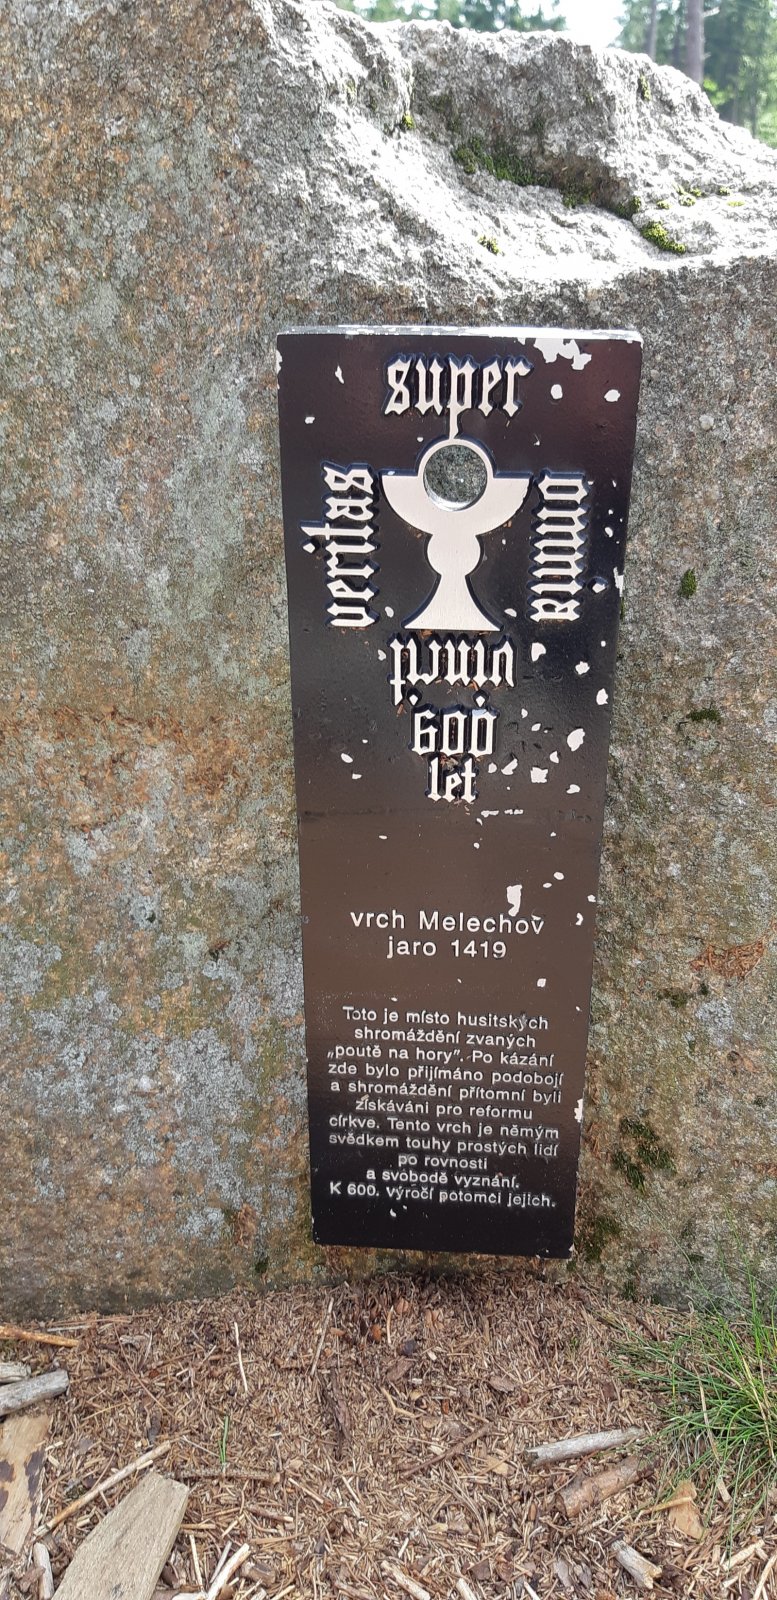 super
veritas
omnia
vincit
600
let
vrch Melechov
jaro 1419
Toto je místo husitských
shromáždění zvaných
„poutě na hory“. Po kázání
zde bylo přijímáno podobojí
a shromáždění přítomní byli
získáváni pro reformu
církve. Tento vrch je němým
svědkem touhy prostých lidí
po rovnosti
a svobodě vyznání.
K 600. výročí potomci jejich.